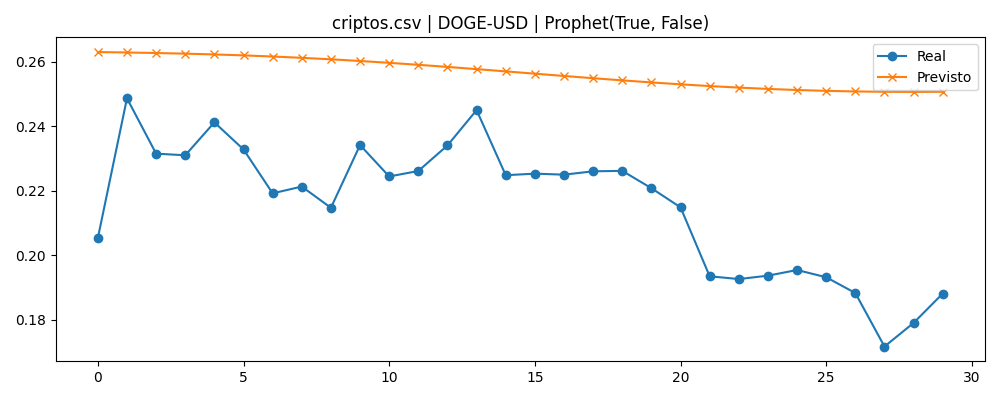 criptos.csv | DOGE-USD | Prophet(True, False)
Real
Previsto
0.26
0.24
0.22
0.20
0.18
0 5 10 15 20 25 30